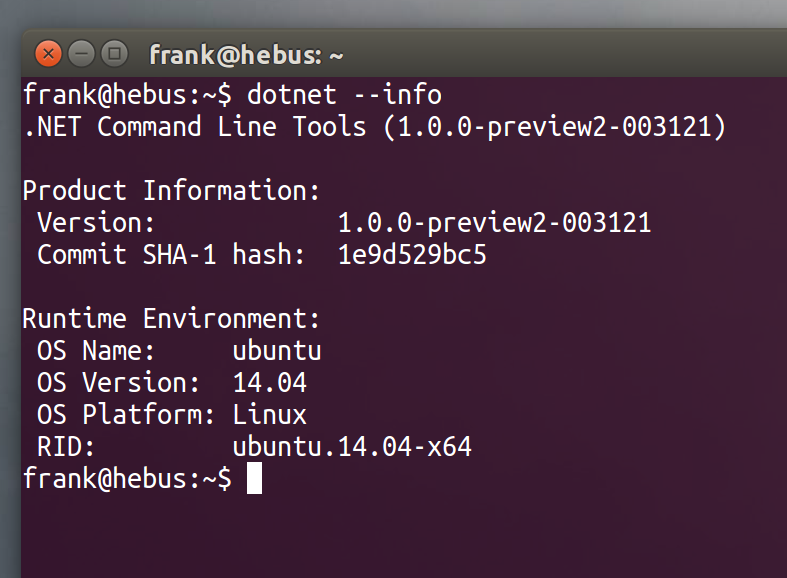 frank@hebus: ~
frank@hebus:~$ dotnet --info
.NET Command Line Tools (1.0.0-preview2-003121)
Product Information:
 Version:            1.0.0-preview2-003121
 Commit SHA-1 hash:  1e9d529bc5
Runtime Environment:
 OS Name:     ubuntu
 OS Version:  14.04
 OS Platform: Linux
 RID:         ubuntu.14.04-x64
frank@hebus:~$